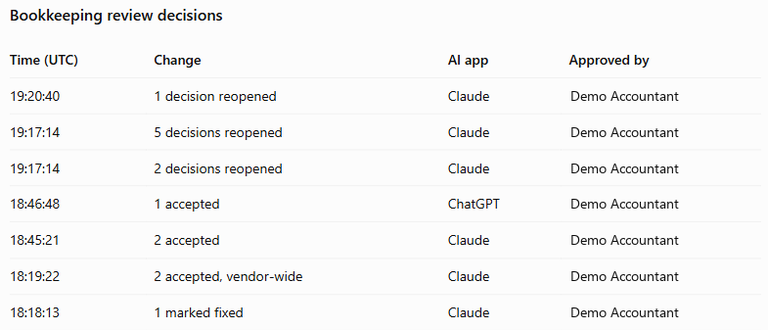 Bookkeeping review decisions
Time (UTC) Change AI app Approved by
19:20:40 1 decision reopened Claude Demo Accountant
19:17:14 5 decisions reopened Claude Demo Accountant
19:17:14 2 decisions reopened Claude Demo Accountant
18:46:48 1 accepted ChatGPT Demo Accountant
18:45:21 2 accepted Claude Demo Accountant
18:19:22 2 accepted, vendor-wide Claude Demo Accountant
18:18:13 1 marked fixed Claude Demo Accountant